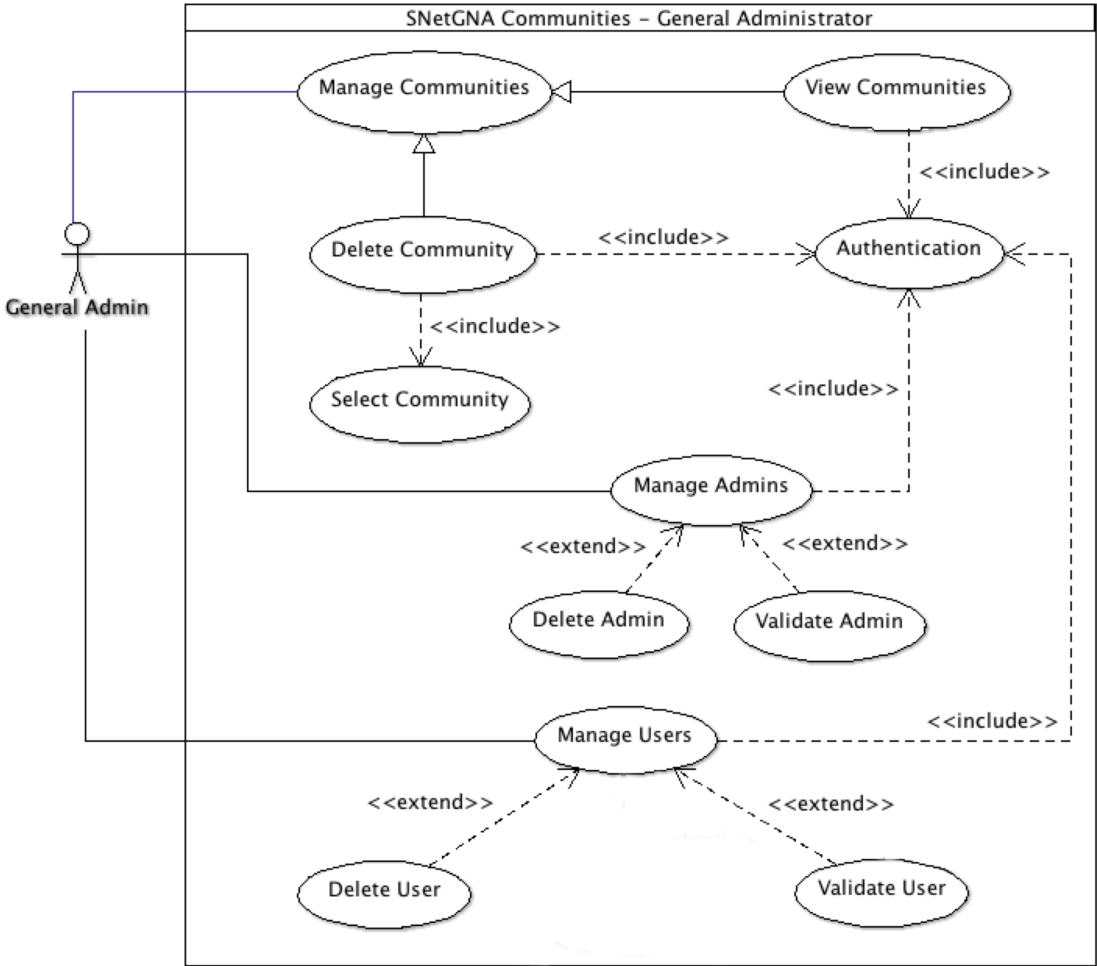 SNetGNA Communities – General Administrator
Manage Communities
View Communities
<<include>>
Delete Community
<<include>>
Authentication
General Admin
<<include>>
Select Community
<<include>>
Manage Admins
<<extend>>
<<extend>>
Delete Admin
Validate Admin
Manage Users
<<include>>
<<extend>>
<<extend>>
Delete User
Validate User